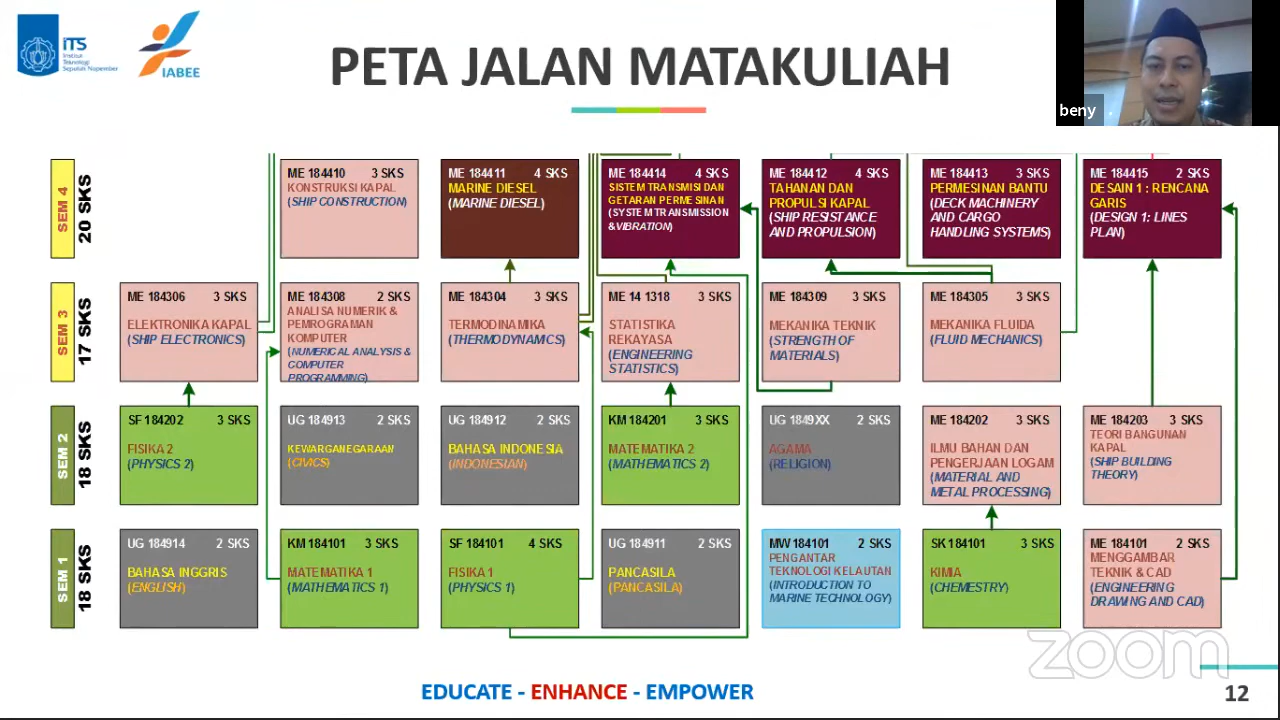 ITS
Institut
Teknologi
Sepuluh Nopember
IABEE
PETA JALAN MATAKULIAH
beny
SEM 4
20 SKS
ME 184410 3 SKS
KONSTRUKSI KAPAL
(SHIP CONSTRUCTION)
ME 184411 4 SKS
MARINE DIESEL
(MARINE DIESEL)
ME 184414 4 SKS
SISTEM TRANSMISI DAN
GETARAN PERMESINAN
(SYSTEM TRANSMISSION
&VIBRATION)
ME 184412 4 SKS
TAHANAN DAN
PROPULSI KAPAL
(SHIP RESISTANCE
AND PROPULSION)
ME 184413 3 SKS
PERMESINAN BANTU
(DECK MACHINERY
AND CARGO
HANDLING SYSTEMS)
ME 184415 2 SKS
DESAIN 1 : RENCANA
GARIS
(DESIGN 1: LINES
PLAN)
SEM 3
17 SKS
ME 184306 3 SKS
ELEKTRONIKA KAPAL
(SHIP ELECTRONICS)
ME 184308 2 SKS
ANALISA NUMERIK &
PEMROGRAMAN
KOMPUTER
(NUMERICAL ANALYSIS &
COMPUTER
PROGRAMMING)
ME 184304 3 SKS
TERMODINAMIKA
(THERMODYNAMICS)
ME 14 1318 3 SKS
STATISTIKA
REKAYASA
(ENGINEERING
STATISTICS)
ME 184309 3 SKS
MEKANIKA TEKNIK
(STRENGTH OF
MATERIALS)
ME 184305 3 SKS
MEKANIKA FLUIDA
(FLUID MECHANICS)
SEM 2
18 SKS
SF 184202 3 SKS
FISIKA 2
(PHYSICS 2)
UG 184913 2 SKS
KEWARGANEGARAAN
(CIVICS)
UG 184912 2 SKS
BAHASA INDONESIA
(INDONESIAN)
KM 184201 3 SKS
MATEMATIKA 2
(MATHEMATICS 2)
UG 1849XX 2 SKS
AGAMA
(RELIGION)
ME 184202 3 SKS
ILMU BAHAN DAN
PENGERJAAN LOGAM
(MATERIAL AND
METAL PROCESSING)
ME 184203 3 SKS
TEORI BANGUNAN
KAPAL
(SHIP BUILDING
THEORY)
SEM 1
18 SKS
UG 184914 2 SKS
BAHASA INGGRIS
(ENGLISH)
KM 184101 3 SKS
MATEMATIKA 1
(MATHEMATICS 1)
SF 184101 4 SKS
FISIKA 1
(PHYSICS 1)
UG 184911 2 SKS
PANCASILA
(PANCASILA)
MW 184101 2 SKS
PENGANTAR
TEKNOLOGI KELAUTAN
(INTRODUCTION TO
MARINE TECHNOLOGY)
SK 184101 3 SKS
KIMIA
(CHEMESTRY)
ME 184101 2 SKS
MENGGAMBAR
TEKNIK & CAD
(ENGINEERING
DRAWING AND CAD)
zoom
EDUCATE - ENHANCE - EMPOWER
12